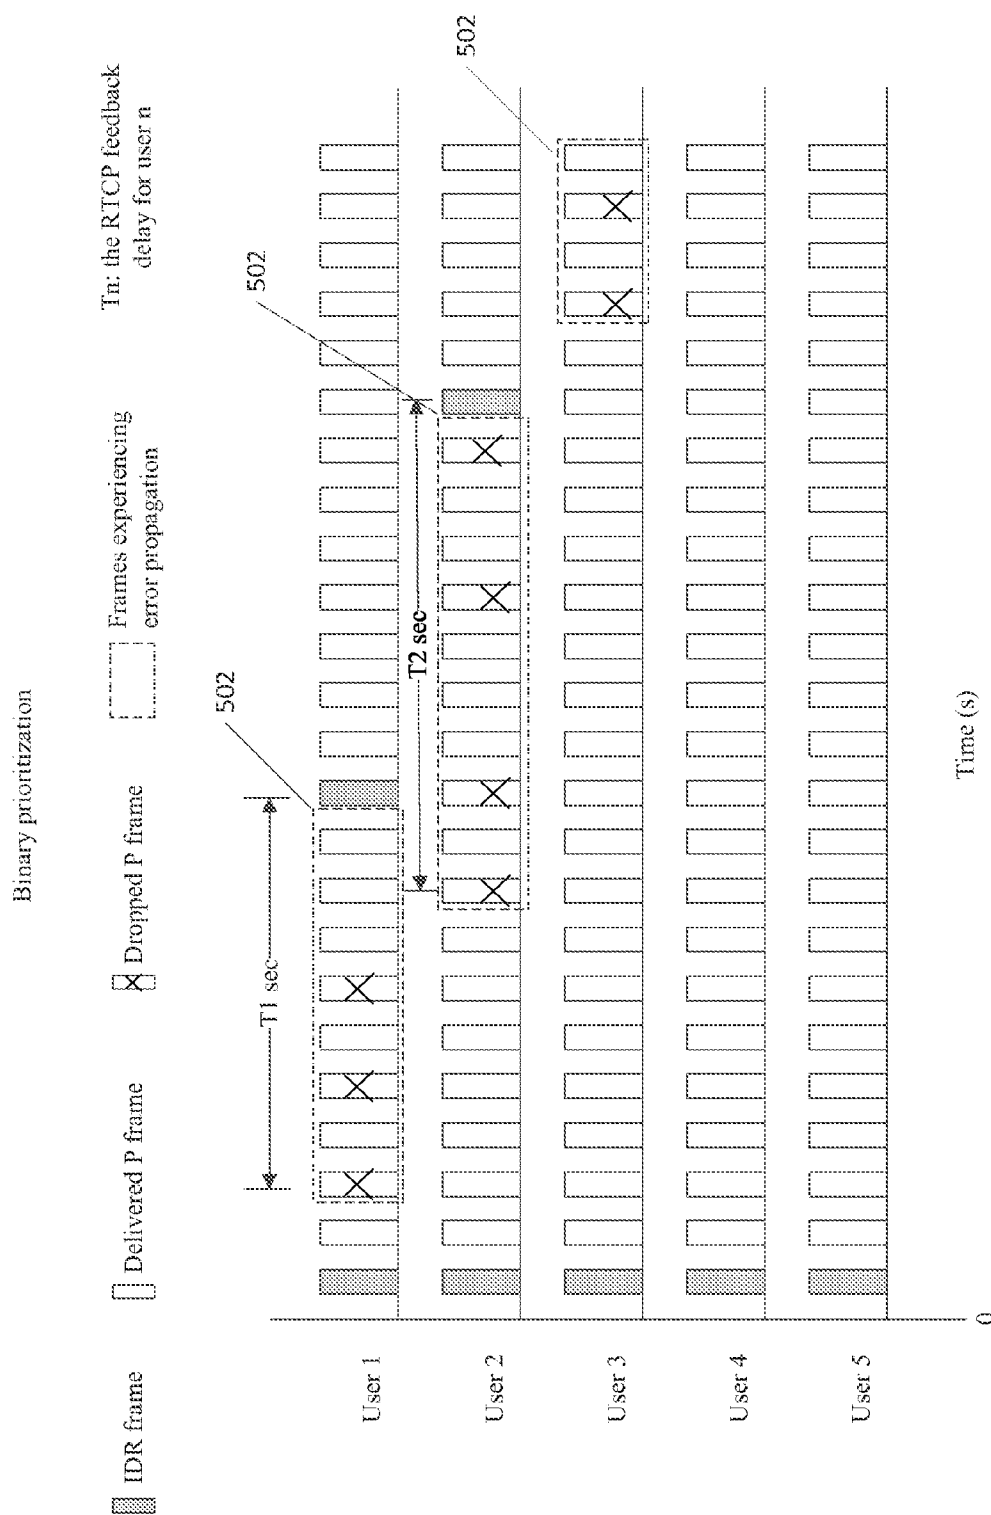 Binary prioritization
IDR frame
Delivered P frame
Dropped P frame
Frames experiencing
error propagation
Tn: the RTCP feedback
delay for user n
502
502
502
T1 sec
T2 sec
User 1
User 2
User 3
User 4
User 5
0
Time (s)